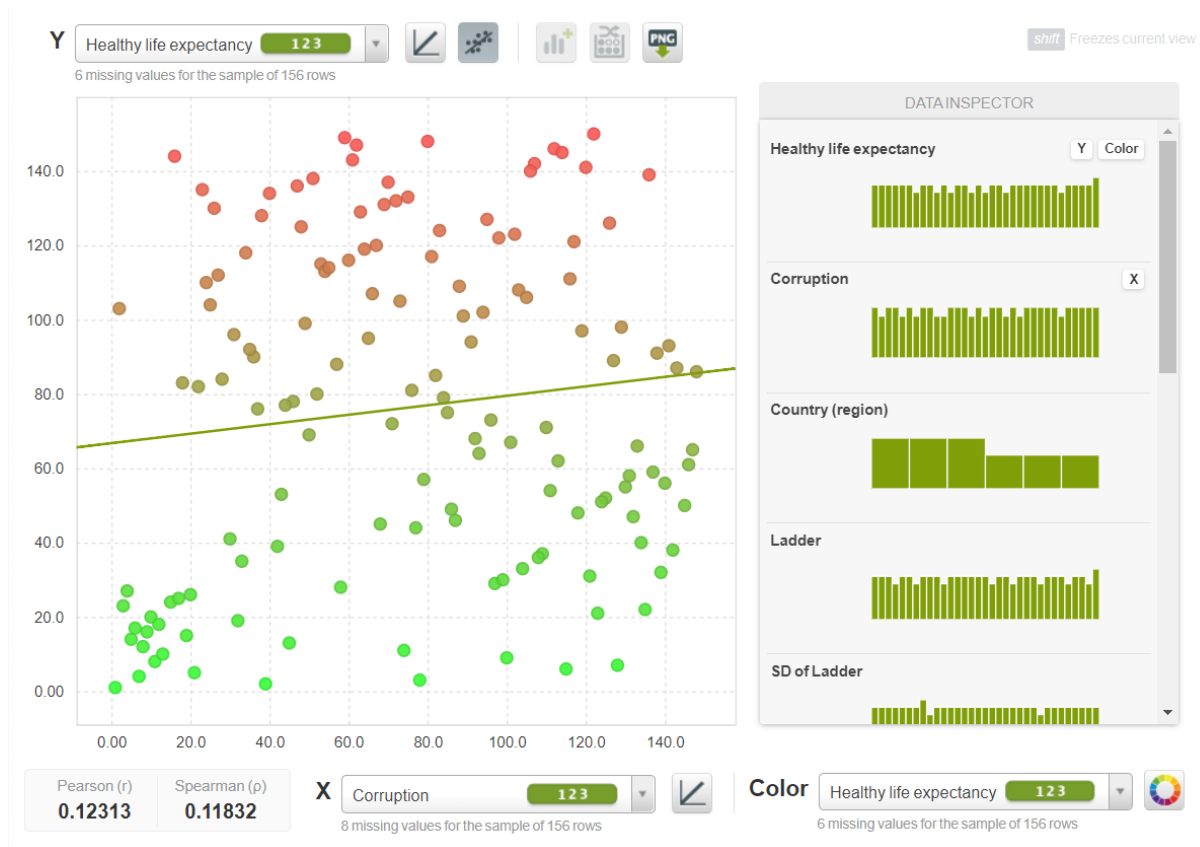 Y Healthy life expectancy 123 PNG shift Freezes current view
6 missing values for the sample of 156 rows
DATA INSPECTOR
Healthy life expectancy Y Color
Corruption X
Country (region)
Ladder
SD of Ladder
140.0
120.0
100.0
80.0
60.0
40.0
20.0
0.00
0.00 20.0 40.0 60.0 80.0 100.0 120.0 140.0
Pearson (r) Spearman (ρ)
0.12313 0.11832
X Corruption 123
8 missing values for the sample of 156 rows
Color Healthy life expectancy 123
6 missing values for the sample of 156 rows